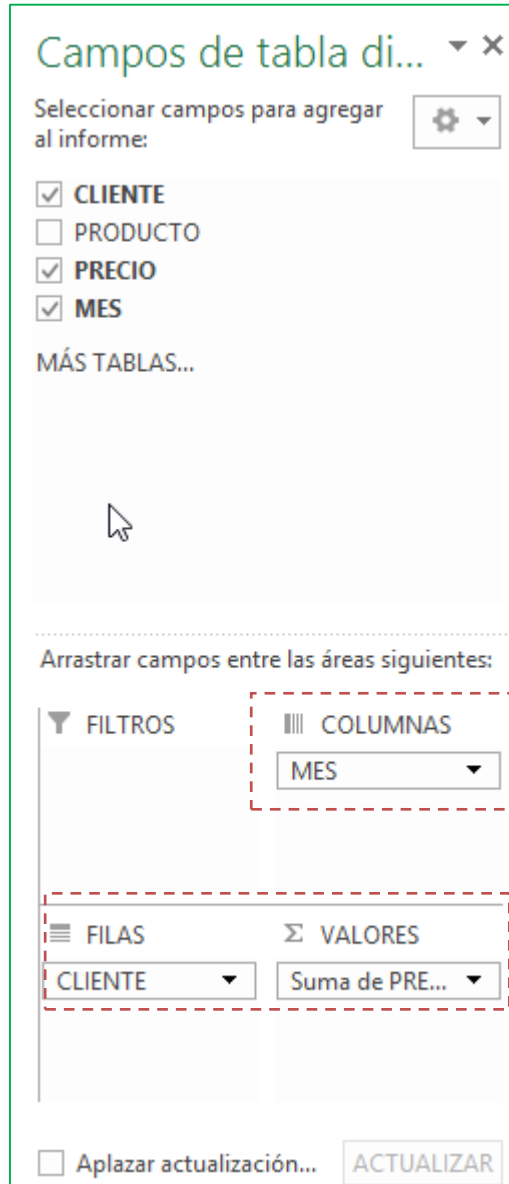 Campos de tabla di...
Seleccionar campos para agregar
al informe:
CLIENTE
PRODUCTO
PRECIO
MES
MÁS TABLAS...
Arrastrar campos entre las áreas siguientes:
FILTROS
COLUMNAS
MES
FILAS
VALORES
CLIENTE
Suma de PRE...
Aplazar actualización...
ACTUALIZAR